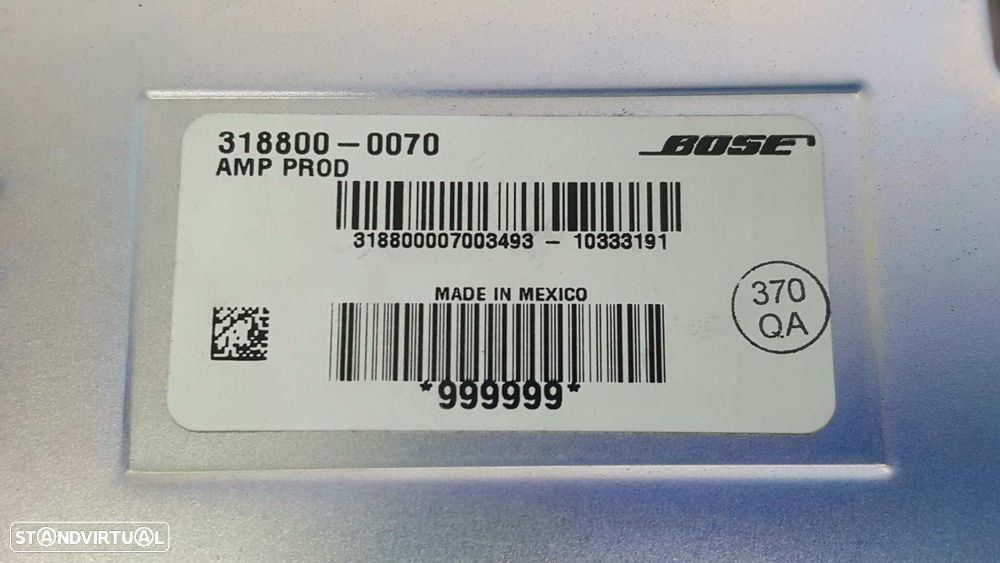 318800-0070
BOSE
AMP PROD
318800007003493 - 10333191
MADE IN MEXICO
370
QA
*999999*
STANDVIRTUAL